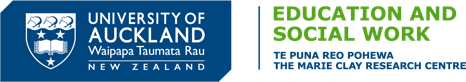 UNIVERSITY OF
AUCKLAND
Waipapa Taumata Rau
NEW ZEALAND
EDUCATION AND
SOCIAL WORK
TE PUNA REO POHEWA
THE MARIE CLAY RESEARCH CENTRE